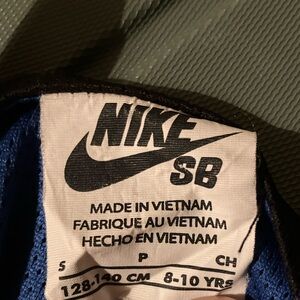 NIKE
SB
MADE IN VIETNAM
FABRIQUE AU VIETNAM
HECHO EN VIETNAM
S P CH
128-140 CM 8-10 YRS